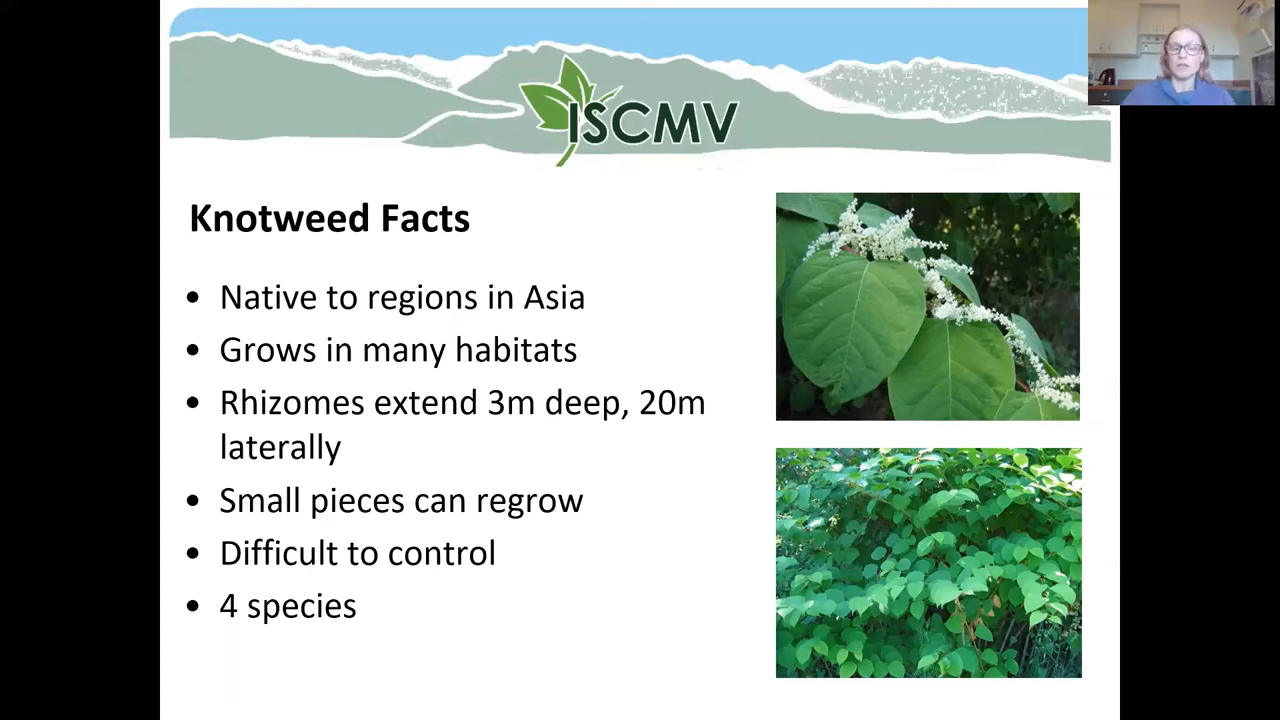 ISCMV
Knotweed Facts
• Native to regions in Asia
• Grows in many habitats
• Rhizomes extend 3m deep, 20m
laterally
• Small pieces can regrow
• Difficult to control
• 4 species